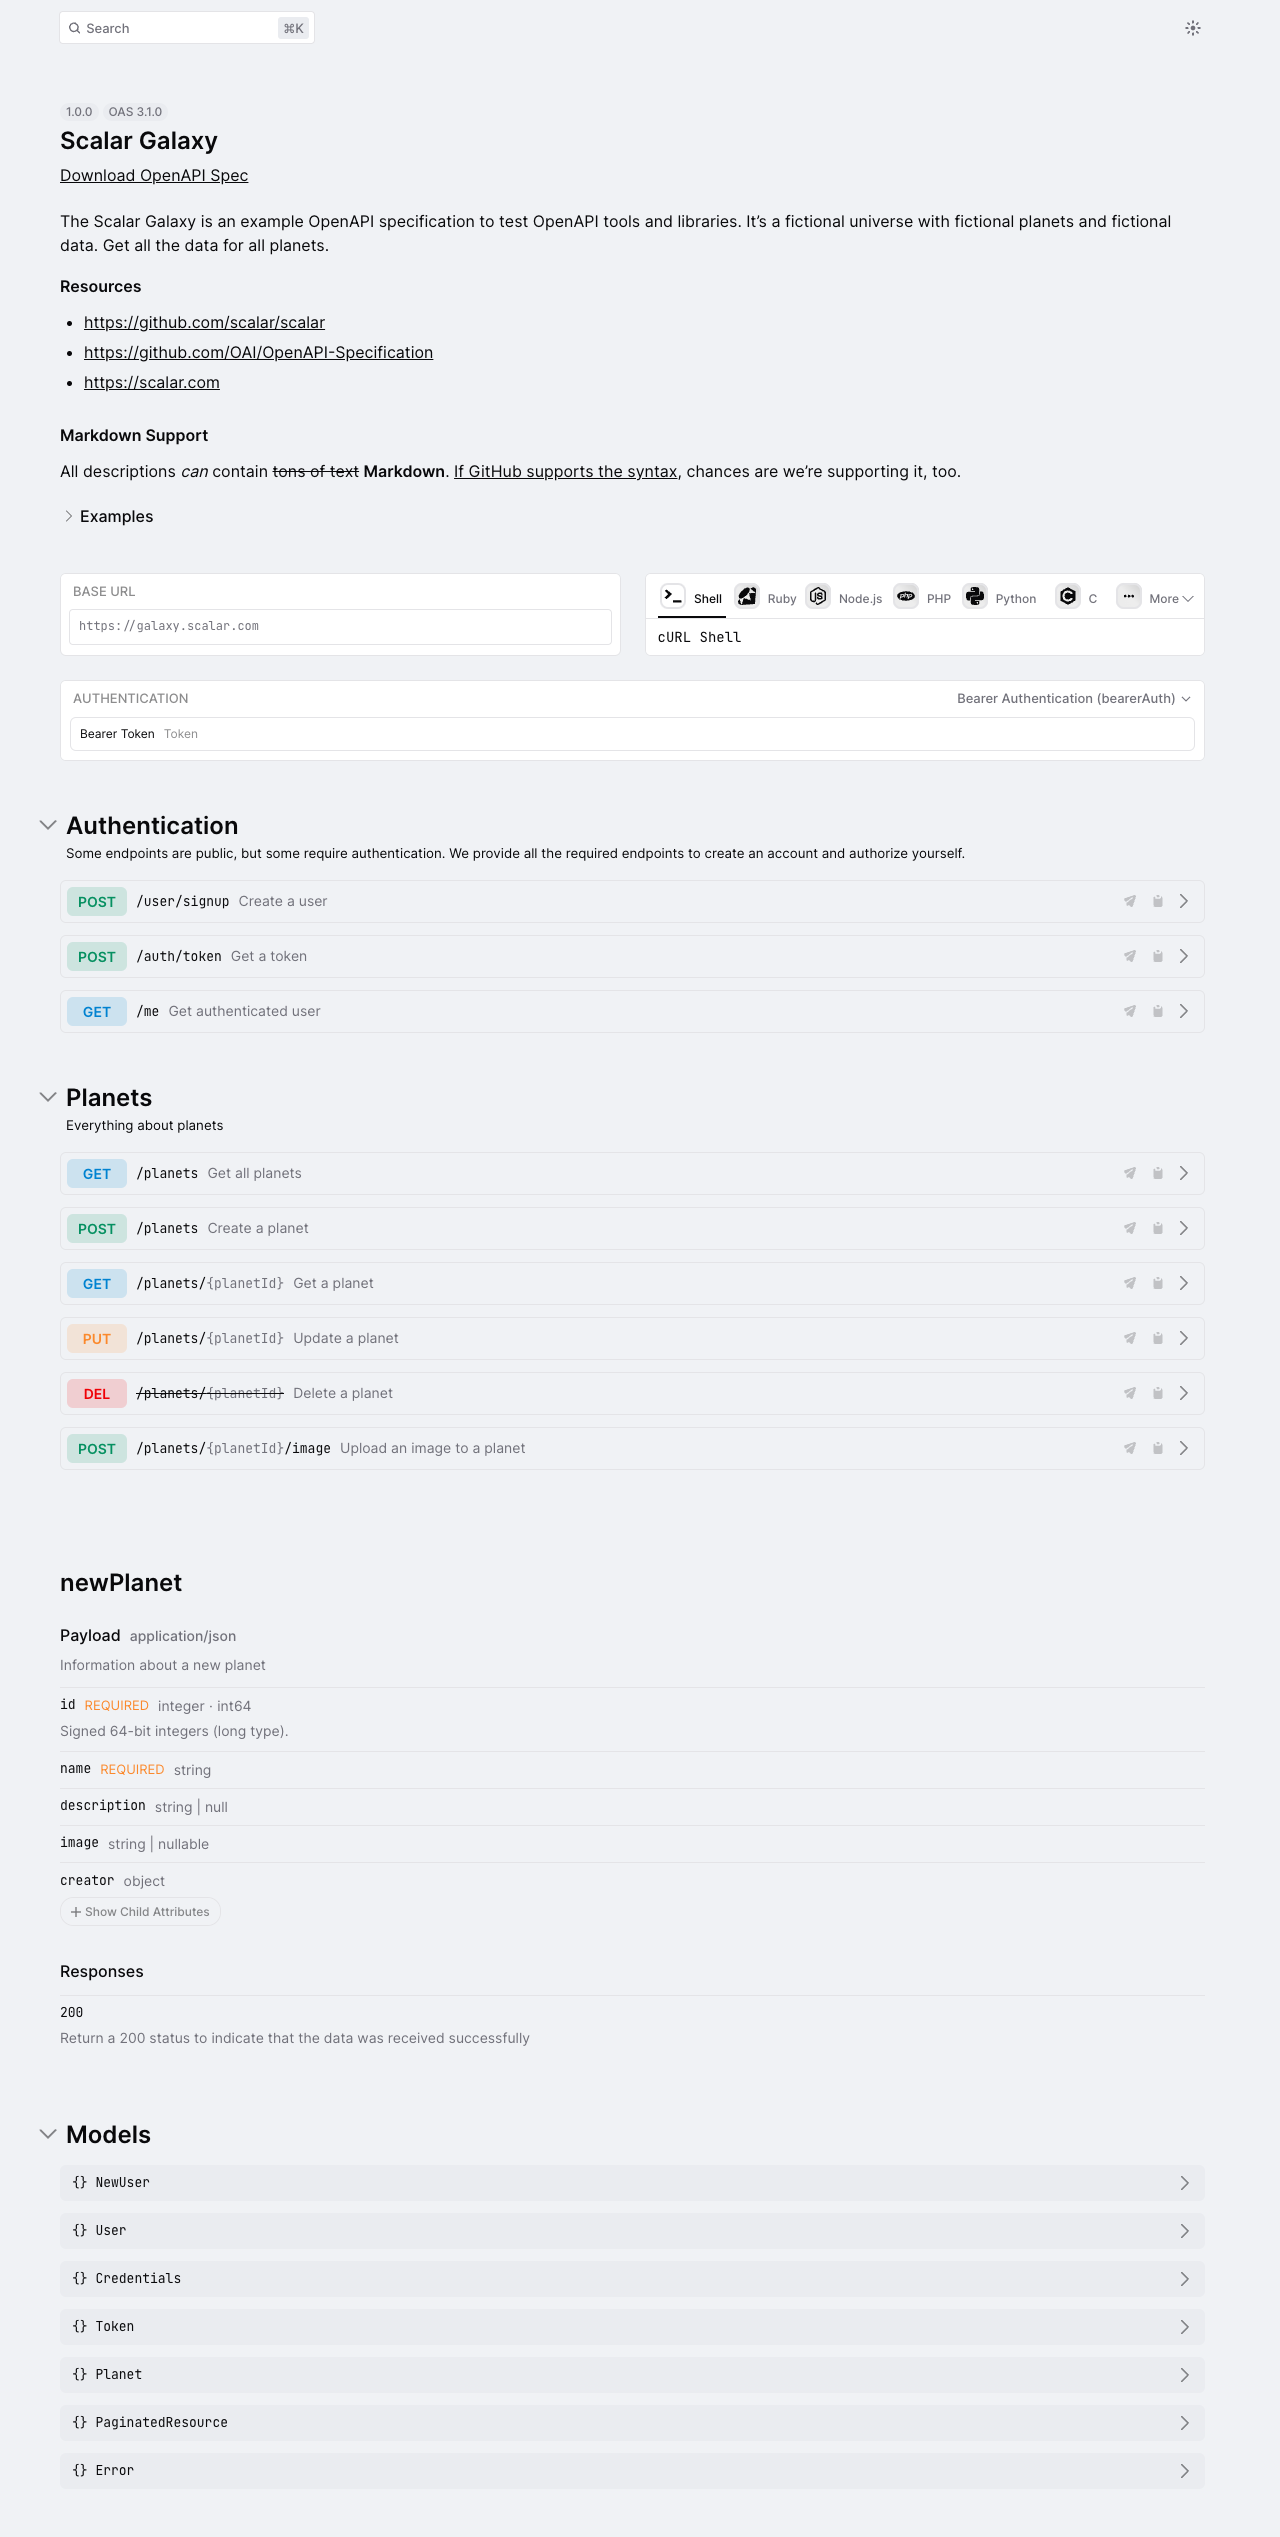 Search ⌘K
1.0.0 OAS 3.1.0
Scalar Galaxy
Download OpenAPI Spec
The Scalar Galaxy is an example OpenAPI specification to test OpenAPI tools and libraries. It’s a fictional universe with fictional planets and fictional
data. Get all the data for all planets.
Resources
• https://github.com/scalar/scalar
• https://github.com/OAI/OpenAPI-Specification
• https://scalar.com
Markdown Support
All descriptions can contain tons of text Markdown. If GitHub supports the syntax, chances are we’re supporting it, too.
Examples
BASE URL
https://galaxy.scalar.com
Shell Ruby Node.js PHP Python C More
cURL Shell
AUTHENTICATION Bearer Authentication (bearerAuth)
Bearer Token Token
Authentication
Some endpoints are public, but some require authentication. We provide all the required endpoints to create an account and authorize yourself.
POST /user/signup Create a user
POST /auth/token Get a token
GET /me Get authenticated user
Planets
Everything about planets
GET /planets Get all planets
POST /planets Create a planet
GET /planets/{planetId} Get a planet
PUT /planets/{planetId} Update a planet
DEL /planets/{planetId} Delete a planet
POST /planets/{planetId}/image Upload an image to a planet
newPlanet
Payload application/json
Information about a new planet
id REQUIRED integer · int64
Signed 64-bit integers (long type).
name REQUIRED string
description string | null
image string | nullable
creator object
+ Show Child Attributes
Responses
200
Return a 200 status to indicate that the data was received successfully
Models
{} NewUser
{} User
{} Credentials
{} Token
{} Planet
{} PaginatedResource
{} Error